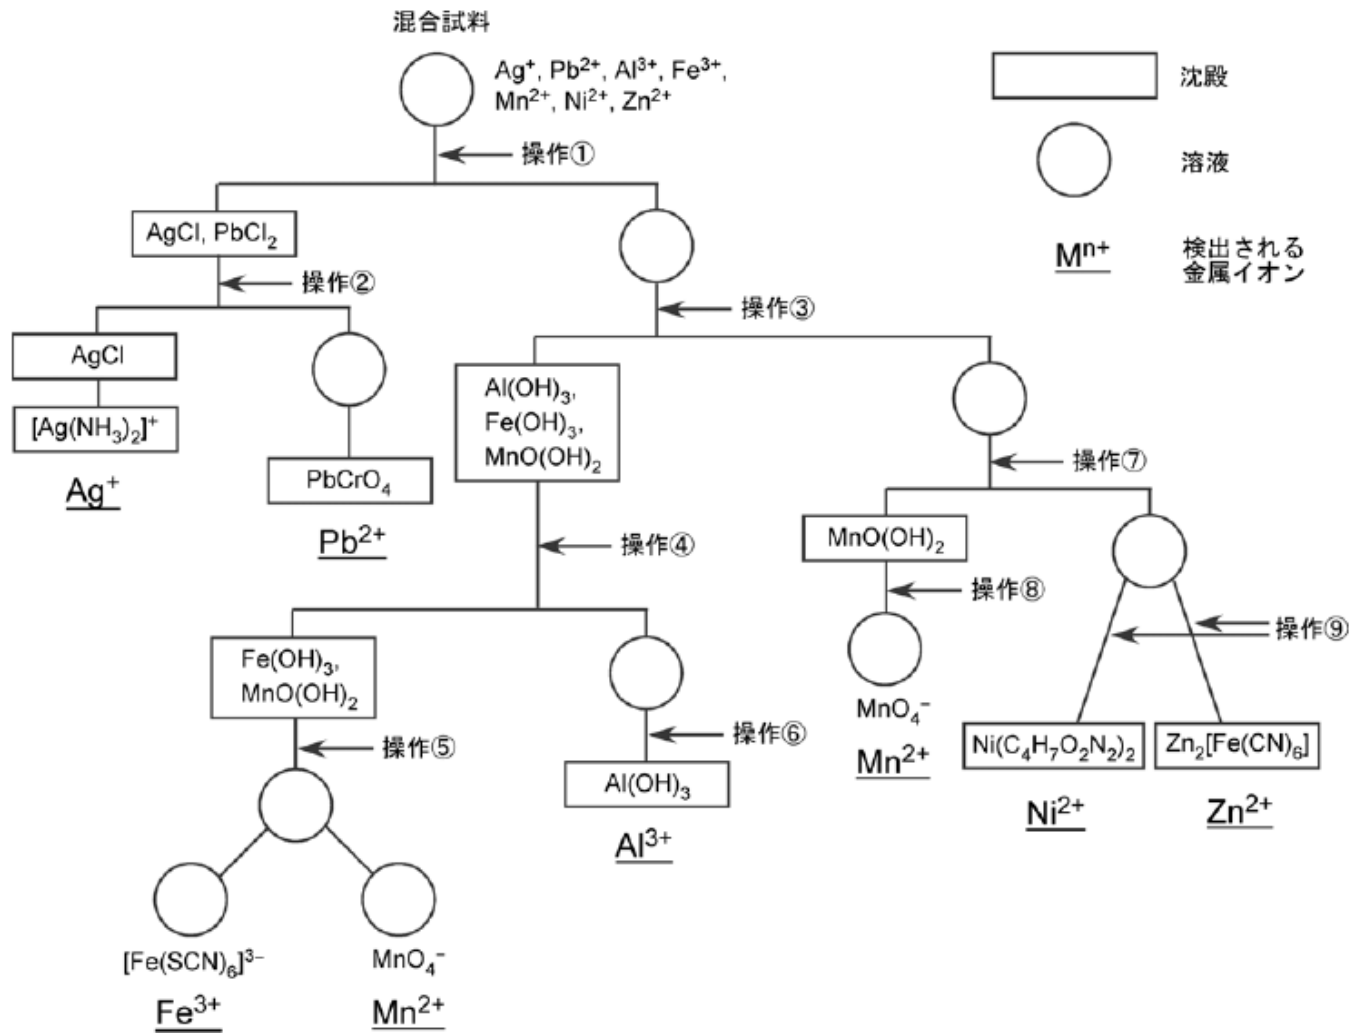 混合試料
Ag⁺, Pb²⁺, Al³⁺, Fe³⁺,
Mn²⁺, Ni²⁺, Zn²⁺
沈殿
溶液
Mⁿ⁺
検出される
金属イオン
操作①
AgCl, PbCl₂
操作②
操作③
AgCl
[Ag(NH₃)₂]⁺
Ag⁺
PbCrO₄
Pb²⁺
Al(OH)₃,
Fe(OH)₃,
MnO(OH)₂
操作④
操作⑦
MnO(OH)₂
操作⑧
操作⑨
MnO₄⁻
Mn²⁺
Ni(C₄H₇O₂N₂)₂
Ni²⁺
Zn₂[Fe(CN)₆]
Zn²⁺
Fe(OH)₃,
MnO(OH)₂
操作⑤
操作⑥
Al(OH)₃
Al³⁺
[Fe(SCN)₆]³⁻
Fe³⁺
MnO₄⁻
Mn²⁺